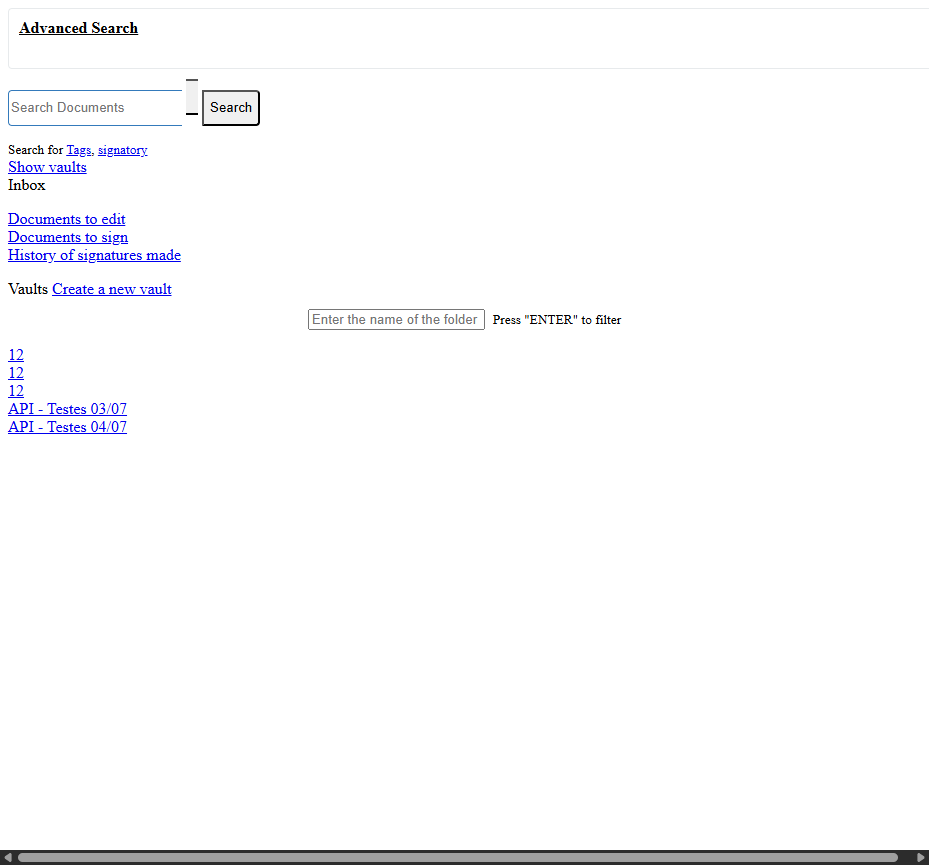 Advanced Search
Search Documents Search
Search for Tags, signatory
Show vaults
Inbox
Documents to edit
Documents to sign
History of signatures made
Vaults Create a new vault
Enter the name of the folder Press "ENTER" to filter
12
12
12
API - Testes 03/07
API - Testes 04/07